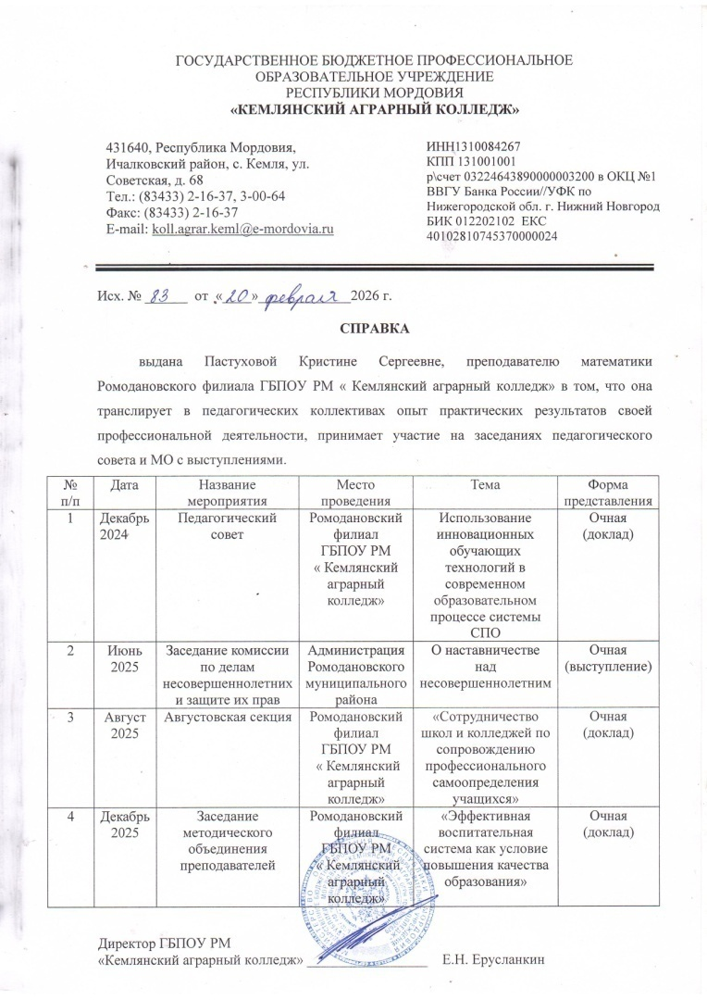 ГОСУДАРСТВЕННОЕ БЮДЖЕТНОЕ ПРОФЕССИОНАЛЬНОЕ
ОБРАЗОВАТЕЛЬНОЕ УЧРЕЖДЕНИЕ
РЕСПУБЛИКИ МОРДОВИЯ
«КЕМЛЯНСКИЙ АГРАРНЫЙ КОЛЛЕДЖ»
431640, Республика Мордовия,
Ичалковский район, с. Кемля, ул.
Советская, д. 68
Тел.: (83433) 2-16-37, 3-00-64
Факс: (83433) 2-16-37
E-mail: koll.agrar.keml@e-mordovia.ru
ИНН1310084267
КПП 131001001
р\счет 03224643890000003200 в ОКЦ №1
ВВГУ Банка России//УФК по
Нижегородской обл. г. Нижний Новгород
БИК 012202102 ЕКС
40102810745370000024
Исх. № 83 от «20» февраля 2026 г.
СПРАВКА
выдана Пастуховой Кристине Сергеевне, преподавателю математики
Ромодановского филиала ГБПОУ РМ « Кемлянский аграрный колледж» в том, что она
транслирует в педагогических коллективах опыт практических результатов своей
профессиональной деятельности, принимает участие на заседаниях педагогического
совета и МО с выступлениями.
№ п/п
Дата
Название мероприятия
Место проведения
Тема
Форма представления
1
Декабрь
2024
Педагогический
совет
Ромодановский
филиал
ГБПОУ РМ
« Кемлянский
аграрный
колледж»
Использование
инновационных
обучающих
технологий в
современном
образовательном
процессе системы
СПО
Очная
(доклад)
2
Июнь
2025
Заседание комиссии
по делам
несовершеннолетних
и защите их прав
Администрация
Ромодановского
муниципального
района
О наставничестве
над
несовершеннолетним
Очная
(выступление)
3
Август
2025
Августовская секция
Ромодановский
филиал
ГБПОУ РМ
« Кемлянский
аграрный
колледж»
«Сотрудничество
школ и колледжей по
сопровождению
профессионального
самоопределения
учащихся»
Очная
(доклад)
4
Декабрь
2025
Заседание
методического
объединения
преподавателей
Ромодановский
филиал
ГБПОУ РМ
« Кемлянский
аграрный
колледж»
«Эффективная
воспитательная
система как условие
повышения качества
образования»
Очная
(доклад)
Директор ГБПОУ РМ
«Кемлянский аграрный колледж» Е.Н. Ерусланкин